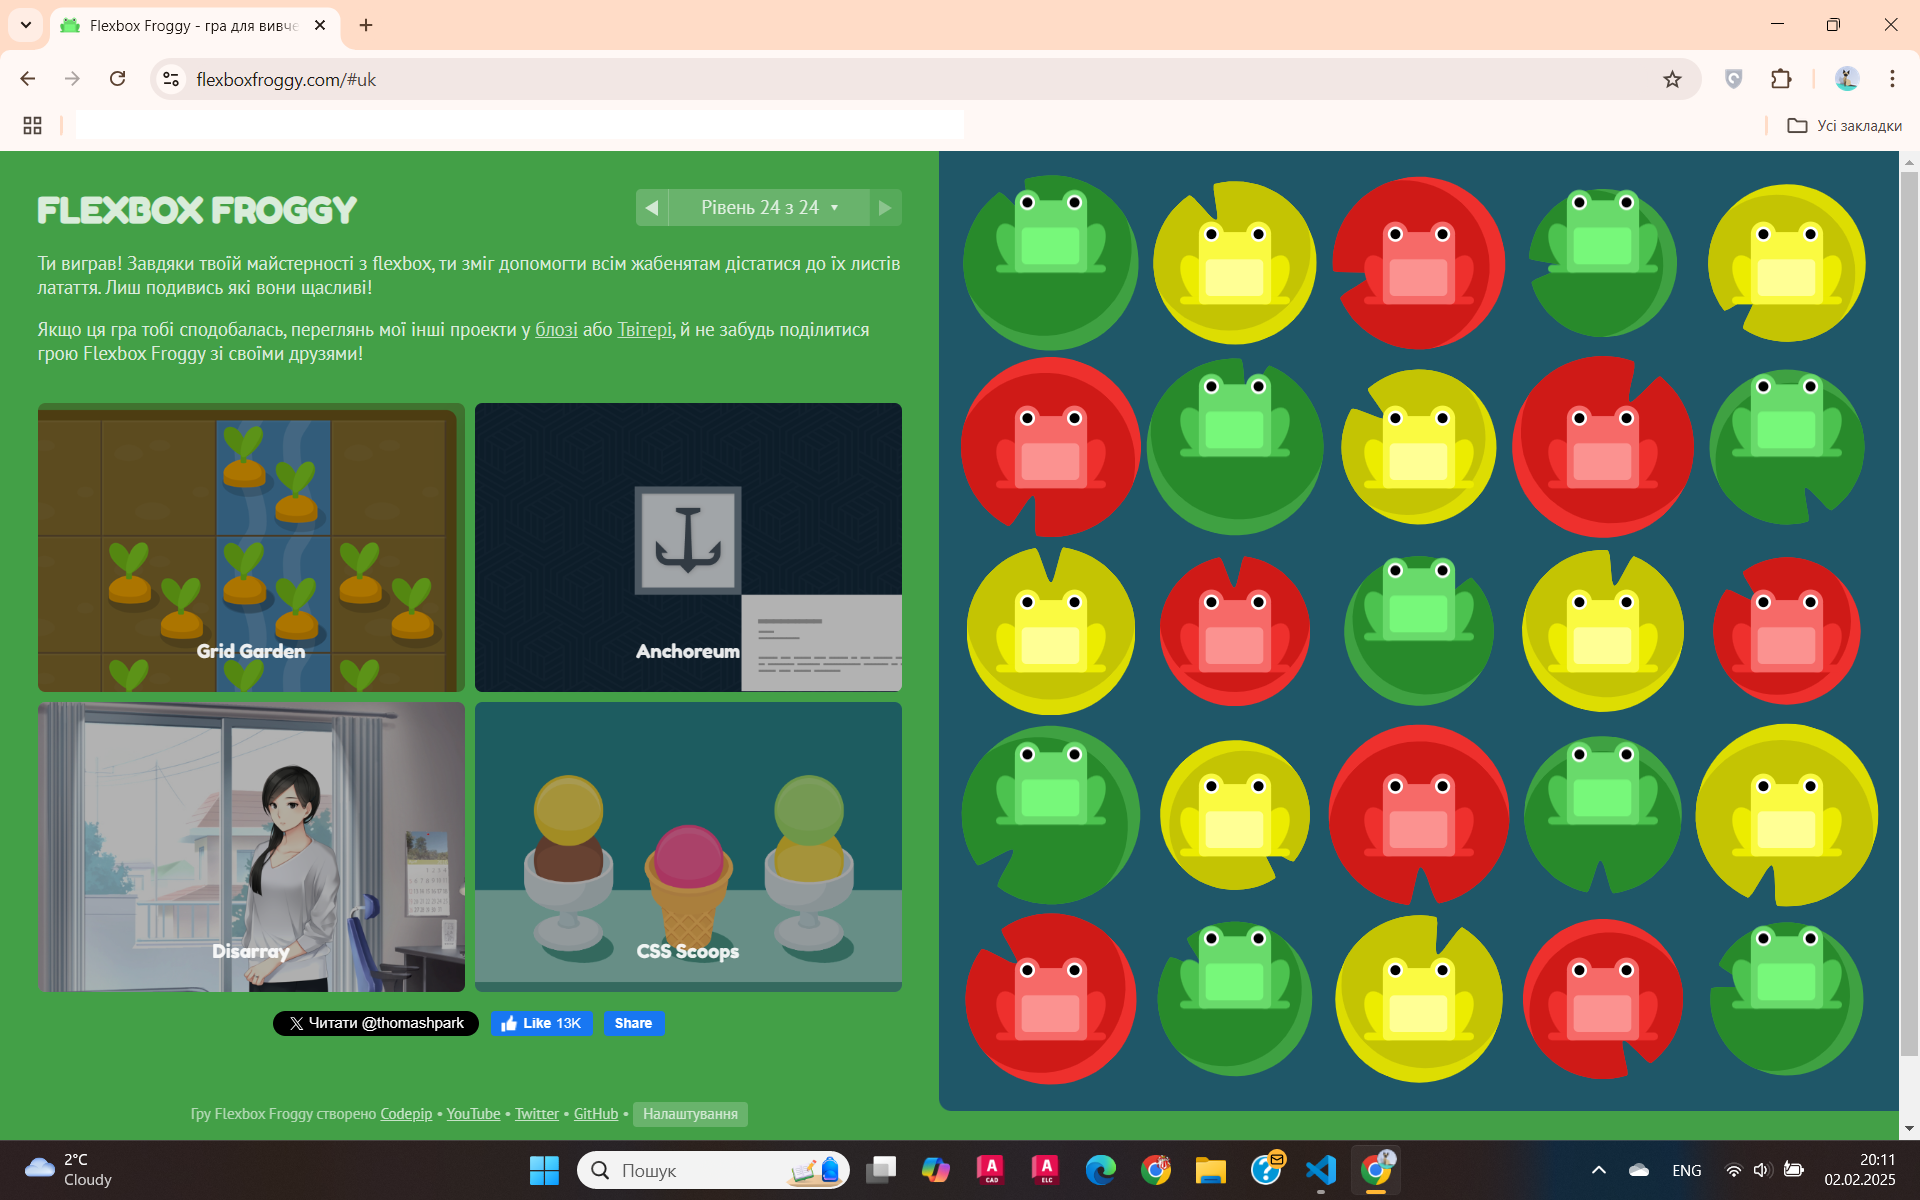 Flexbox Froggy - гра для вивче
flexboxfroggy.com/#uk
Усі закладки
FLEXBOX FROGGY
Рівень 24 з 24
Ти виграв! Завдяки твоїй майстерності з flexbox, ти зміг допомогти всім жабенятам дістатися до їх листів
латаття. Лиш подивись які вони щасливі!
Якщо ця гра тобі сподобалась, переглянь мої інші проекти у блозі або Твітері, й не забудь поділитися
грою Flexbox Froggy зі своїми друзями!
Grid Garden
Anchoreum
Disarray
CSS Scoops
Читати @thomashpark
Like 13K
Share
Гру Flexbox Froggy створено Codepip • YouTube • Twitter • GitHub • Налаштування
2°C
Cloudy
Пошук
A CAD
A ELC
ENG
20:11
02.02.2025